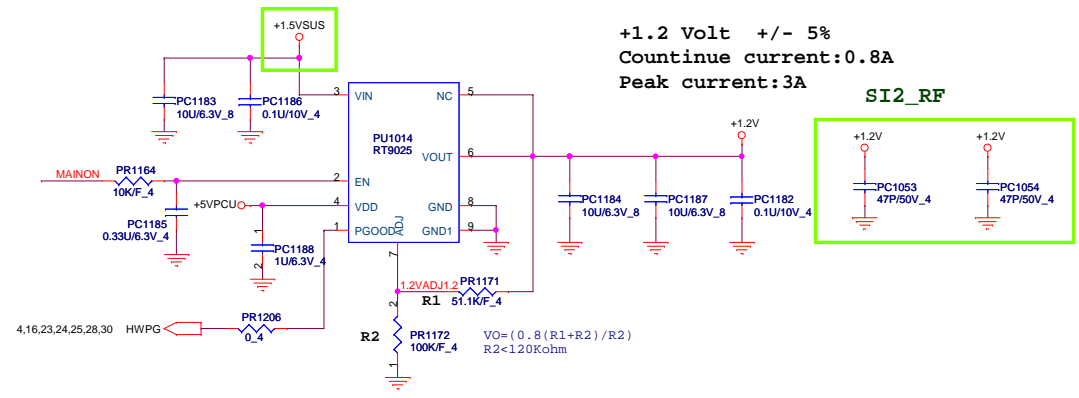 +1.5VSUS
+1.2 Volt +/- 5%
Countinue current:0.8A
Peak current:3A
SI2_RF
PC1183
10U/6.3V_8
PC1186
0.1U/10V_4
3
VIN
NC
5
PU1014
RT9025
+1.2V
+1.2V
+1.2V
VOUT
6
MAINON
PR1164
10K/F_4
2
EN
PC1185
0.33U/6.3V_4
+5VPCU
4
VDD
GND
8
1
PGOOD
ADJ
GND1
9
PC1184
10U/6.3V_8
PC1187
10U/6.3V_8
PC1182
0.1U/10V_4
PC1053
47P/50V_4
PC1054
47P/50V_4
1
PC1188
1U/6.3V_4
2
7
1.2VADJ1.2
PR1171
51.1K/F_4
R1
4,16,23,24,25,28,30
HWPG
PR1206
0_4
R2
2
PR1172
100K/F_4
1
VO=(0.8(R1+R2)/R2)
R2<120Kohm